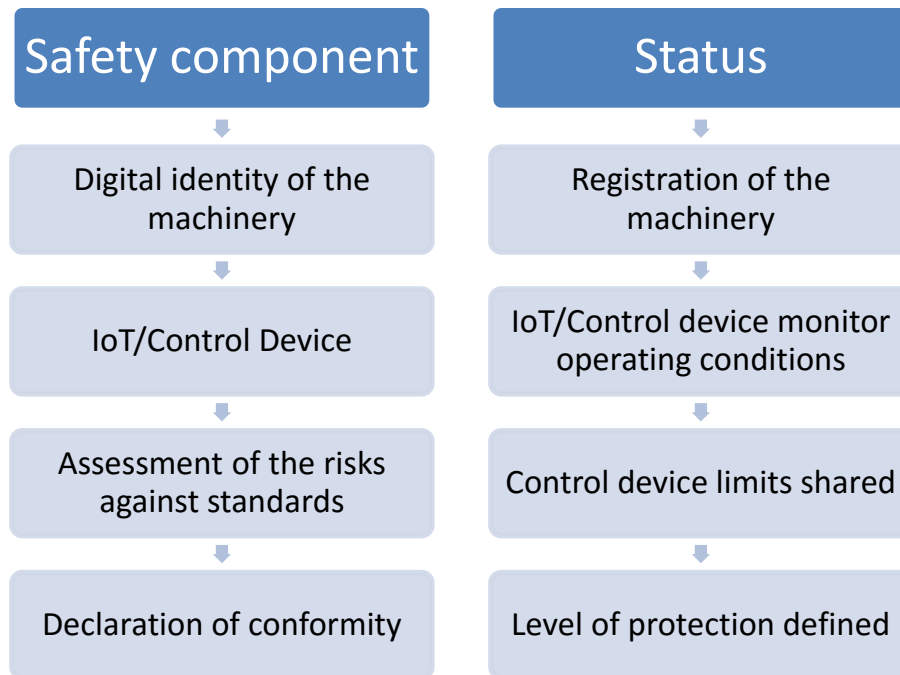 Safety component
Digital identity of the
machinery
IoT/Control Device
Assessment of the risks
against standards
Declaration of conformity
Status
Registration of the
machinery
IoT/Control device monitor
operating conditions
Control device limits shared
Level of protection defined